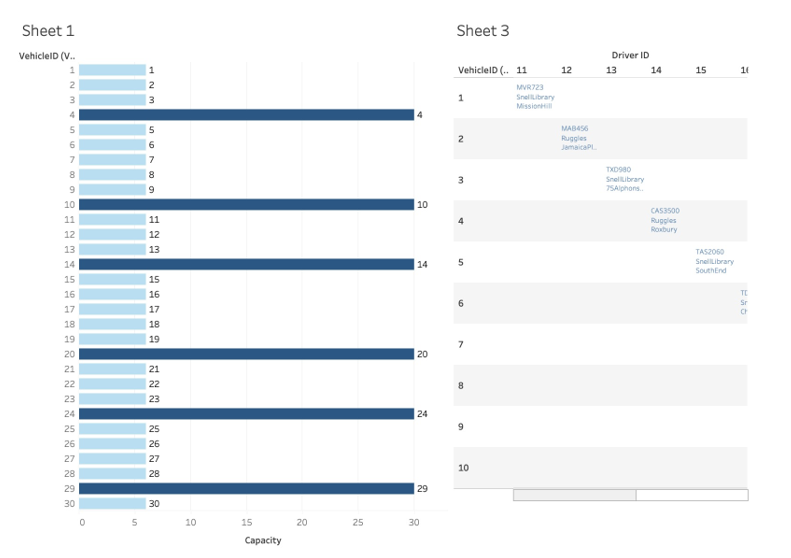 Sheet 1
VehicleID (V..
1 1
2 2
3 3
4 4
5 5
6 6
7 7
8 8
9 9
10 10
11 11
12 12
13 13
14 14
15 15
16 16
17 17
18 18
19 19
20 20
21 21
22 22
23 23
24 24
25 25
26 26
27 27
28 28
29 29
30 30
0 5 10 15 20 25 30
Capacity
Sheet 3
Driver ID
VehicleID (.. 11 12 13 14 15
1
MVR723
SnellLibrary
MissionHill
2
MAB456
Ruggles
JamaicaPl..
3
TXD980
SnellLibrary
75Alphons..
4
CAS3500
Ruggles
Roxbury
5
TAS2060
SnellLibrary
SouthEnd
6
7
8
9
10